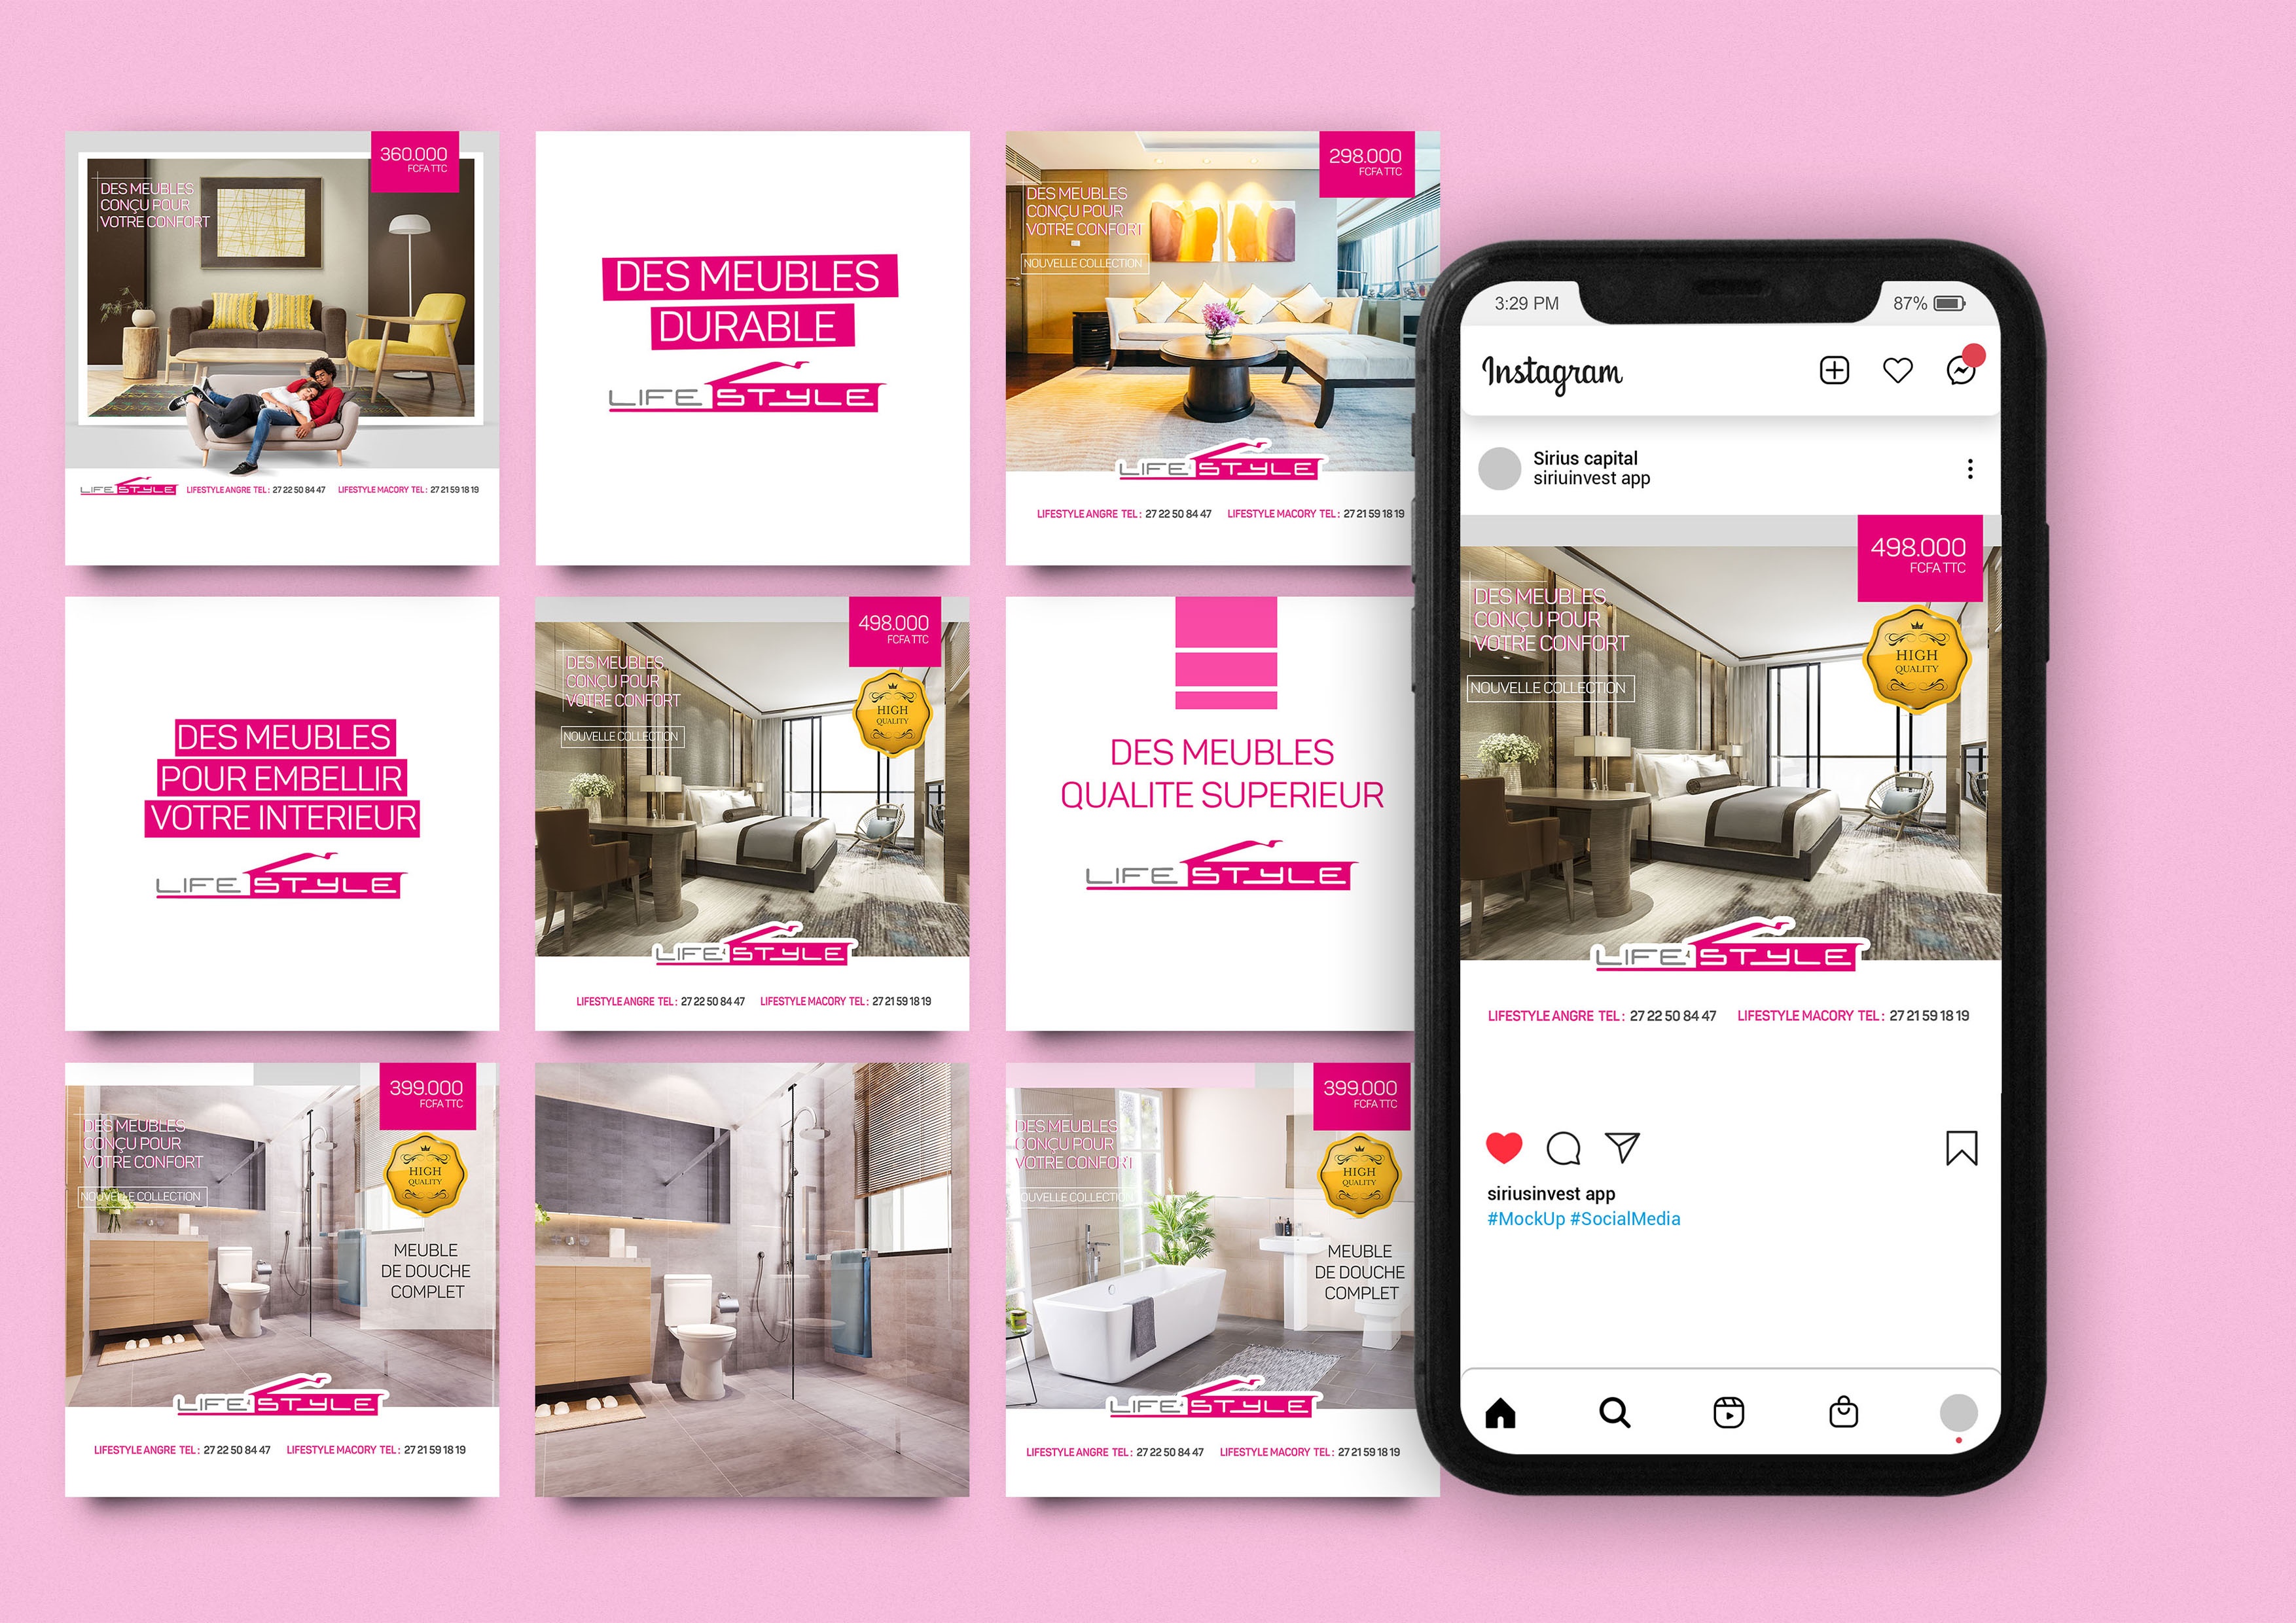 360.000
FCFA TTC
DES MEUBLES
CONÇU POUR
VOTRE CONFORT
LIFE STYLE
LIFESTYLE ANGRE TEL : 27 22 50 84 47 LIFESTYLE MACORY TEL : 27 21 59 18 19
DES MEUBLES
DURABLE
LIFE STYLE
298.000
FCFA TTC
DES MEUBLES
CONÇU POUR
VOTRE CONFORT
NOUVELLE COLLECTION
LIFE STYLE
LIFESTYLE ANGRE TEL : 27 22 50 84 47 LIFESTYLE MACORY TEL : 27 21 59 18 19
DES MEUBLES
POUR EMBELLIR
VOTRE INTERIEUR
LIFE STYLE
498.000
FCFA TTC
DES MEUBLES
CONÇU POUR
VOTRE CONFORT
NOUVELLE COLLECTION
HIGH
QUALITY
LIFE STYLE
LIFESTYLE ANGRE TEL : 27 22 50 84 47 LIFESTYLE MACORY TEL : 27 21 59 18 19
DES MEUBLES
QUALITE SUPERIEUR
LIFE STYLE
399.000
FCFA TTC
DES MEUBLES
CONÇU POUR
VOTRE CONFORT
NOUVELLE COLLECTION
HIGH
QUALITY
MEUBLE
DE DOUCHE
COMPLET
LIFE STYLE
LIFESTYLE ANGRE TEL : 27 22 50 84 47 LIFESTYLE MACORY TEL : 27 21 59 18 19
399.000
FCFA TTC
DES MEUBLES
CONÇU POUR
VOTRE CONFORT
NOUVELLE COLLECTION
HIGH
QUALITY
MEUBLE
DE DOUCHE
COMPLET
LIFE STYLE
LIFESTYLE ANGRE TEL : 27 22 50 84 47 LIFESTYLE MACORY TEL : 27 21 59 18 19
3:29 PM 87%
Instagram
Sirius capital
siriuinvest app
498.000
FCFA TTC
DES MEUBLES
CONÇU POUR
VOTRE CONFORT
NOUVELLE COLLECTION
HIGH
QUALITY
LIFE STYLE
LIFESTYLE ANGRE TEL : 27 22 50 84 47 LIFESTYLE MACORY TEL : 27 21 59 18 19
siriusinvest app
#MockUp #SocialMedia